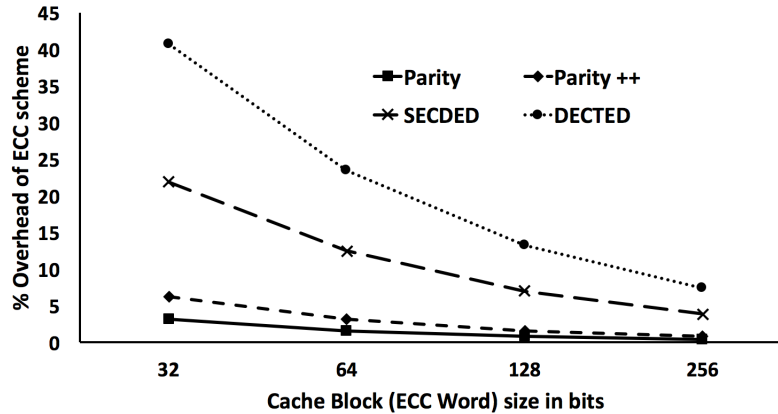 % Overhead of ECC scheme
45
40
35
30
25
20
15
10
5
0
Parity
Parity ++
SECDED
DECTED
32 64 128 256
Cache Block (ECC Word) size in bits